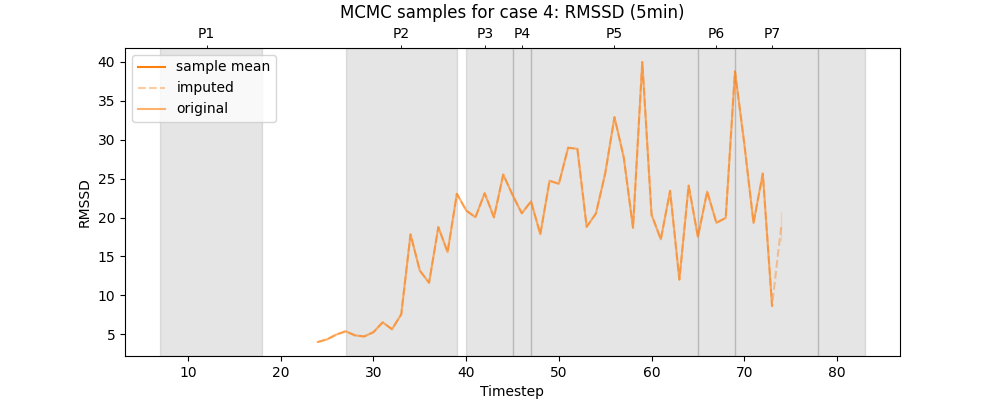 MCMC samples for case 4: RMSSD (5min)
P1 P2 P3 P4 P5 P6 P7
sample mean
imputed
original
40
35
30
25
20
15
10
5
RMSSD
10 20 30 40 50 60 70 80
Timestep